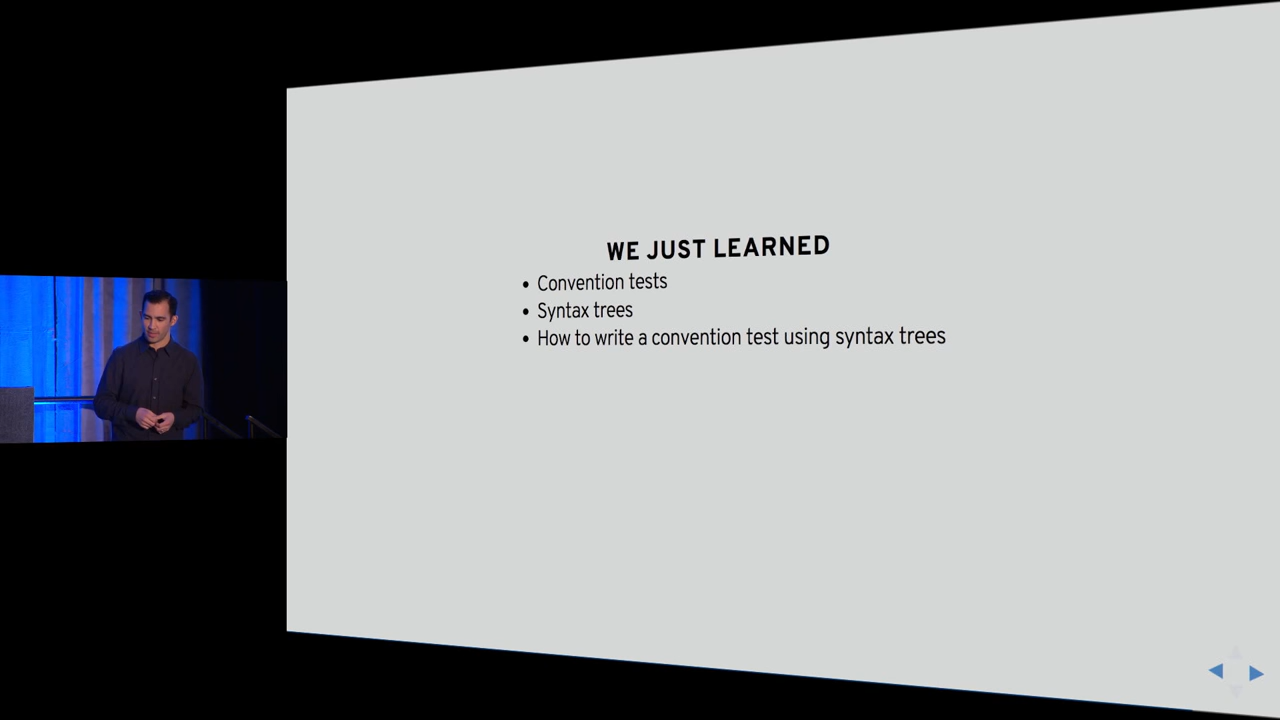 WE JUST LEARNED
• Convention tests
• Syntax trees
• How to write a convention test using syntax trees